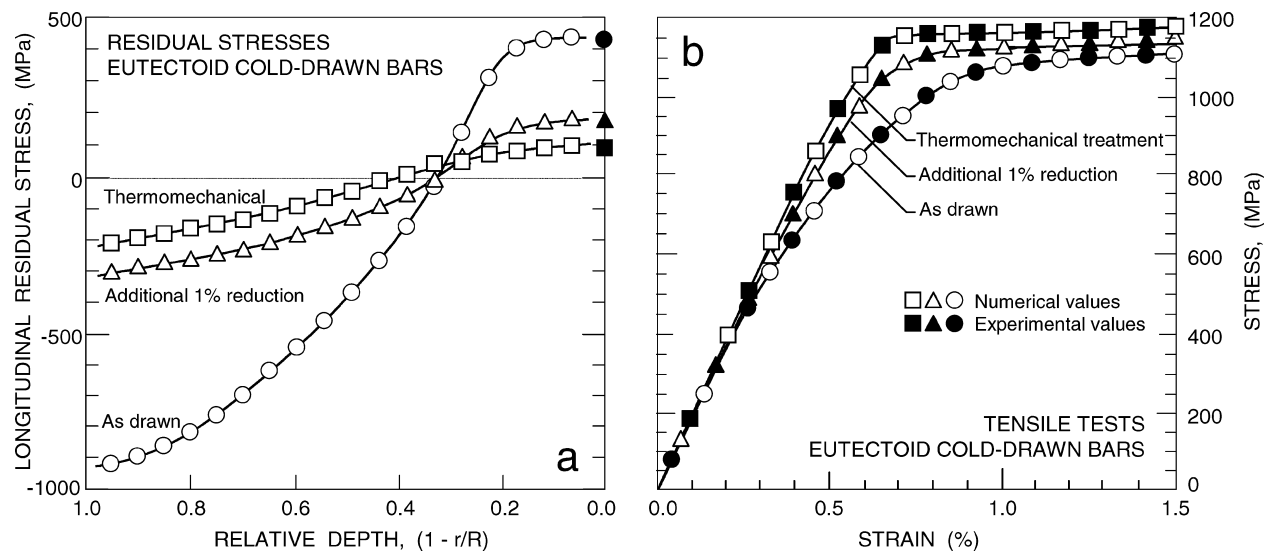 LONGITUDINAL RESIDUAL STRESS, (MPa)
500
0
-500
-1000
RESIDUAL STRESSES
EUTECTOID COLD-DRAWN BARS
Thermomechanical
Additional 1% reduction
As drawn
a
1.0 0.8 0.6 0.4 0.2 0.0
RELATIVE DEPTH, (1 - r/R)
b
Thermomechanical treatment
Additional 1% reduction
As drawn
Numerical values
Experimental values
TENSILE TESTS
EUTECTOID COLD-DRAWN BARS
1200
1000
800
600
400
200
0
STRESS, (MPa)
0.0 0.5 1.0 1.5
STRAIN (%)